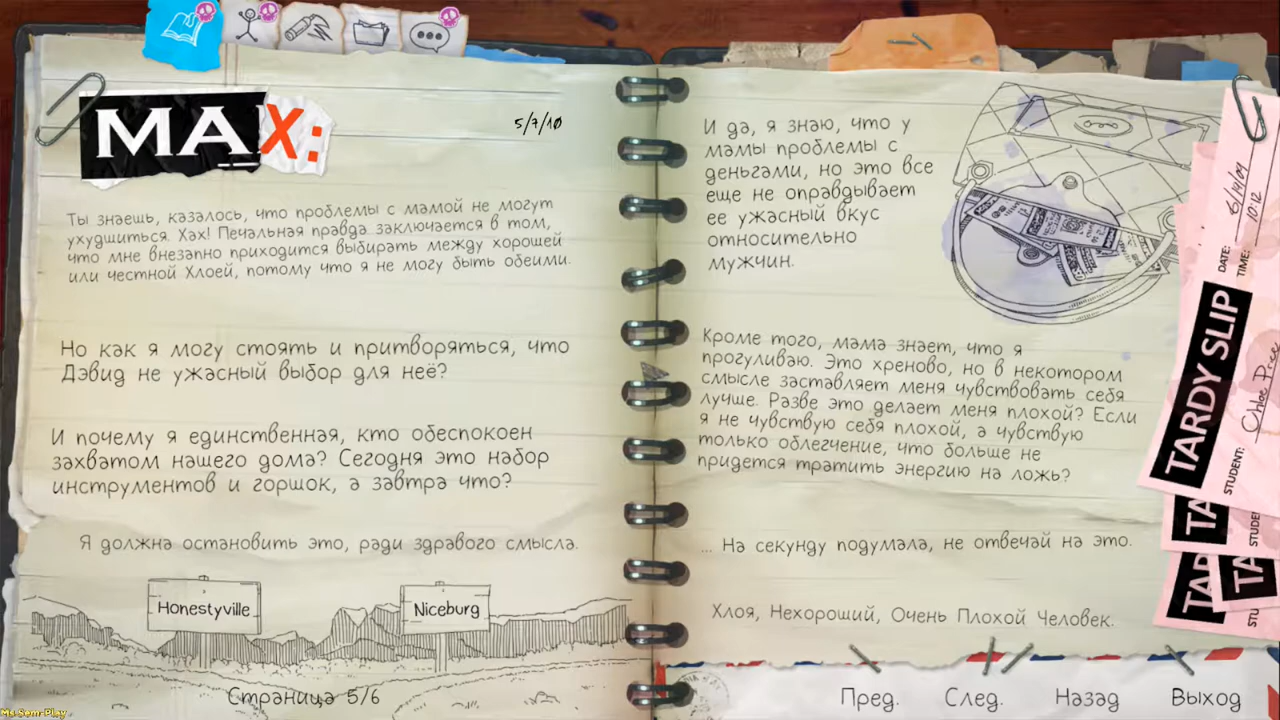 MAX:
5/7/10
Ты знаешь, казалось, что проблемы с мамой не могут
ухудшиться. Хах! Печальная правда заключается в том,
что мне внезапно приходится выбирать между хорошей
или честной Хлоей, потому что я не могу быть обеими.
Но как я могу стоять и притворяться, что
Дэвид не ужасный выбор для неё?
И почему я единственная, кто обеспокоен
захватом нашего дома? Сегодня это набор
инструментов и горшок, а завтра что?
Я должна остановить это, ради здравого смысла.
Honestyville
Niceburg
Страница 5/6
И да, я знаю, что у
мамы проблемы с
деньгами, но это все
еще не оправдывает
ее ужасный вкус
относительно
мужчин.
Кроме того, мама знает, что я
прогуливаю. Это хреново, но в некотором
смысле заставляет меня чувствовать себя
лучше. Разве это делает меня плохой? Если
я не чувствую себя плохой, а чувствую
только облегчение, что больше не
придется тратить энергию на ложь?
... На секунду подумала, не отвечай на это.
Хлоя, Нехороший, Очень Плохой Человек.
TARDY SLIP
DATE:
TIME: 10:12
STUDENT: Chloe
Пред. След. Назад Выход
Ms.Sem-Play